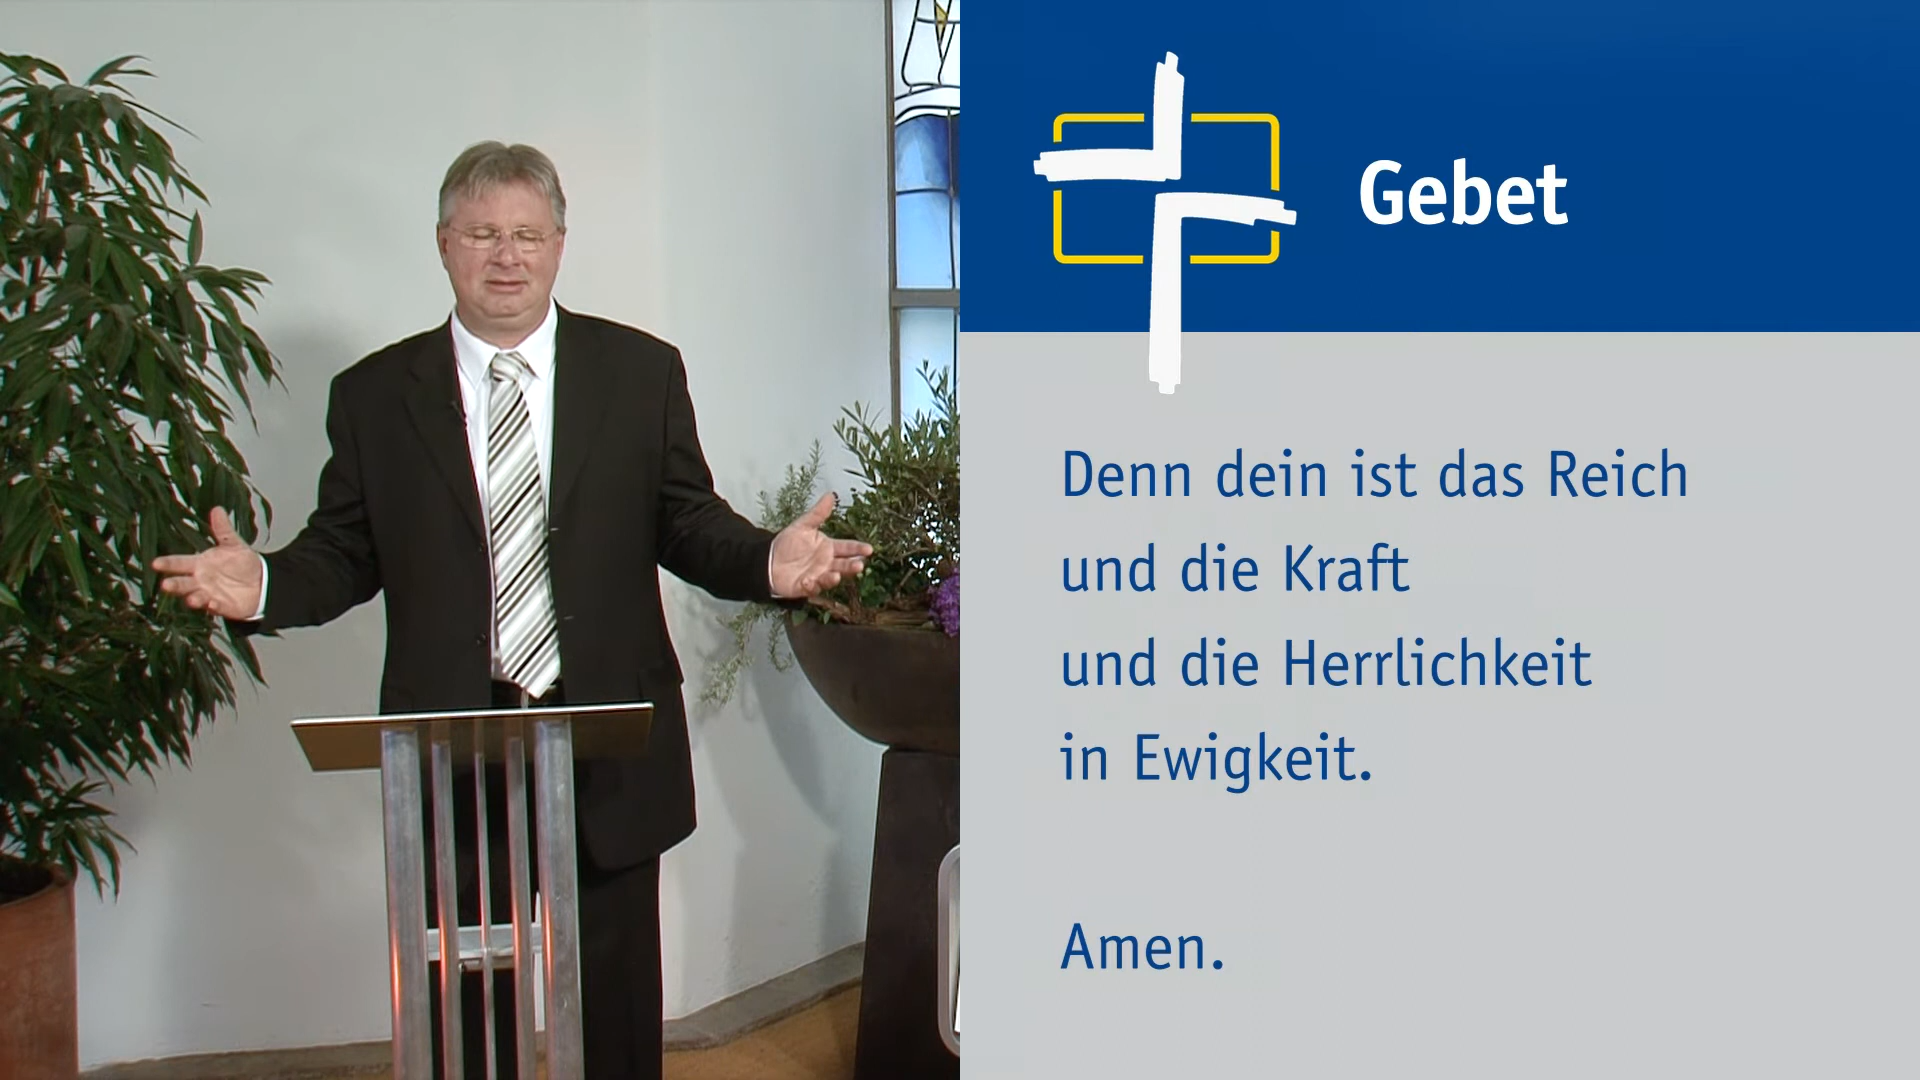 Gebet
Denn dein ist das Reich
und die Kraft
und die Herrlichkeit
in Ewigkeit.
Amen.